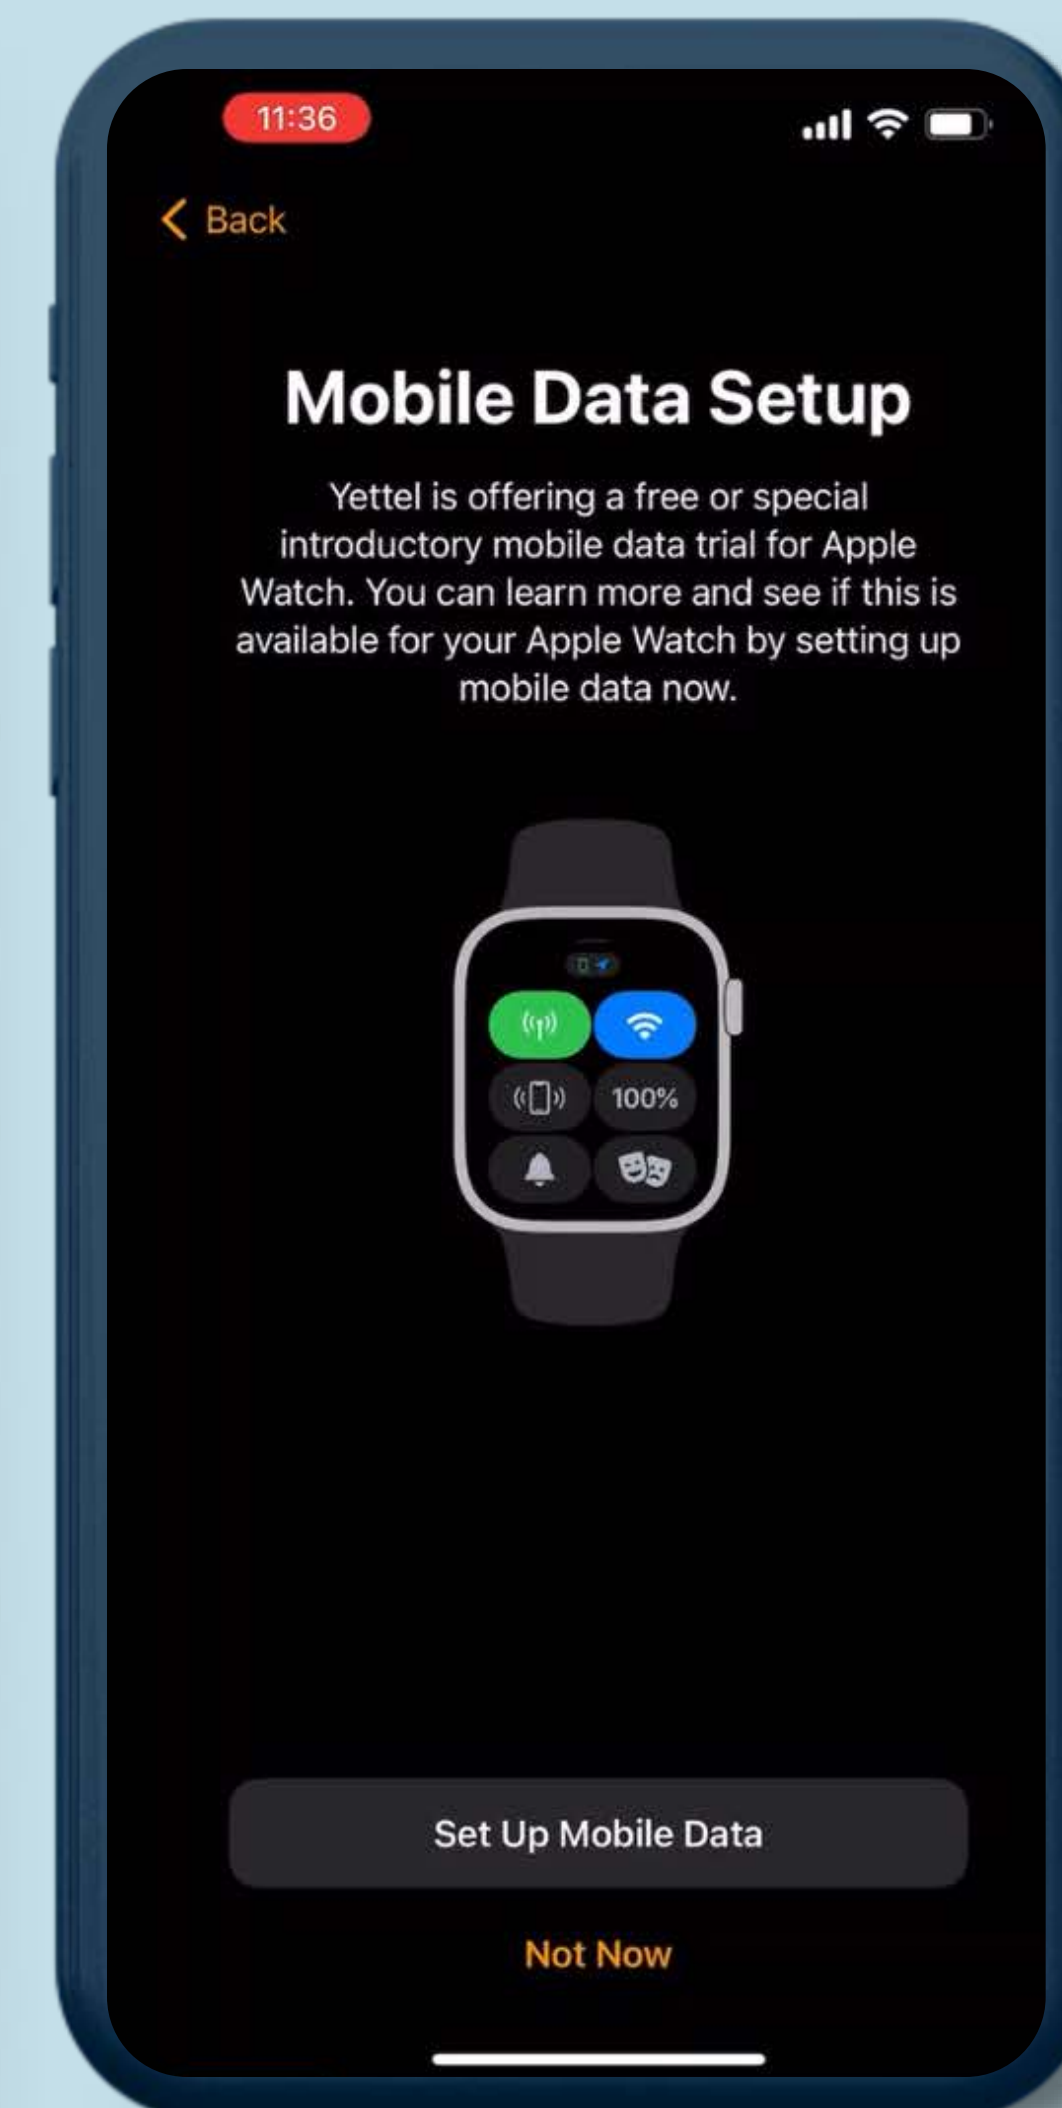 11:36
Back
Mobile Data Setup
Yettel is offering a free or special
introductory mobile data trial for Apple
Watch. You can learn more and see if this is
available for your Apple Watch by setting up
mobile data now.
100%
Set Up Mobile Data
Not Now